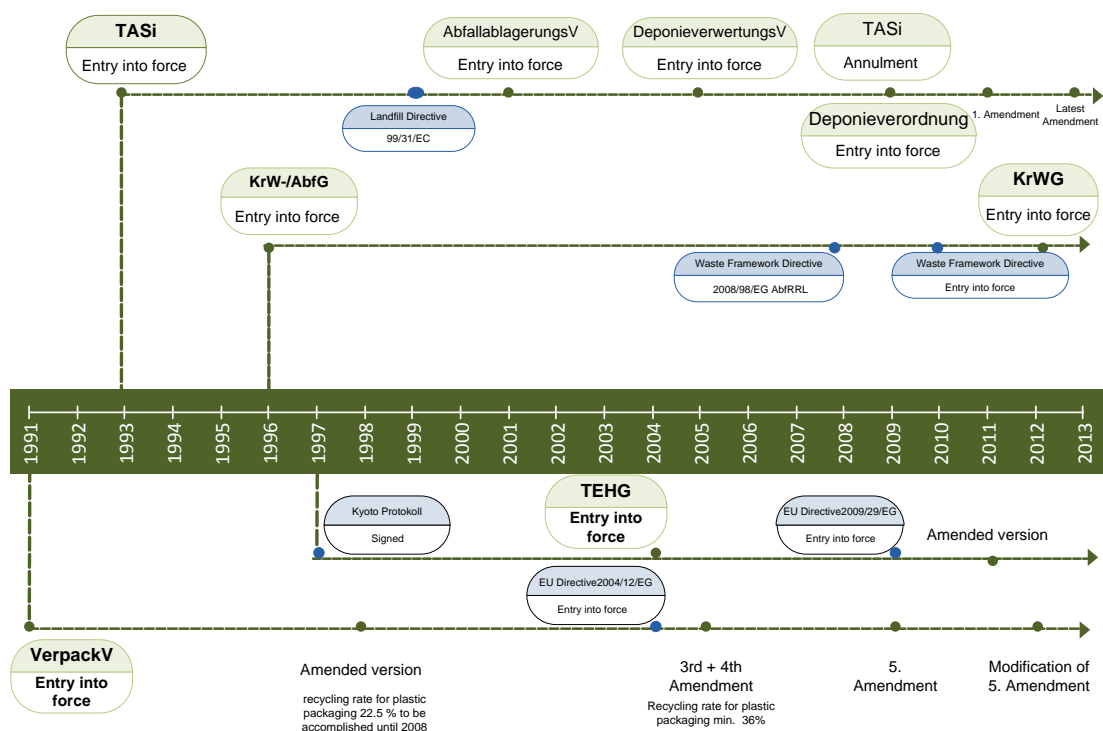 TASi
Entry into force
AbfallablagerungsV
Entry into force
DeponieverwertungsV
Entry into force
TASi
Annulment
Landfill Directive
99/31/EC
Deponieverordnung
Entry into force
1. Amendment
Latest
Amendment
KrW-/AbfG
Entry into force
KrWG
Entry into force
Waste Framework Directive
2008/98/EG AbfRRL
Waste Framework Directive
Entry into force
1991
1992
1993
1994
1995
1996
1997
1998
1999
2000
2001
2002
2003
2004
2005
2006
2007
2008
2009
2010
2011
2012
2013
Kyoto Protokoll
Signed
TEHG
Entry into
force
EU Directive2009/29/EG
Entry into force
Amended version
EU Directive2004/12/EG
Entry into force
VerpackV
Entry into
force
Amended version
recycling rate for plastic
packaging 22.5 % to be
accomplished until 2008
3rd + 4th
Amendment
Recycling rate for plastic
packaging min. 36%
5.
Amendment
Modification of
5. Amendment